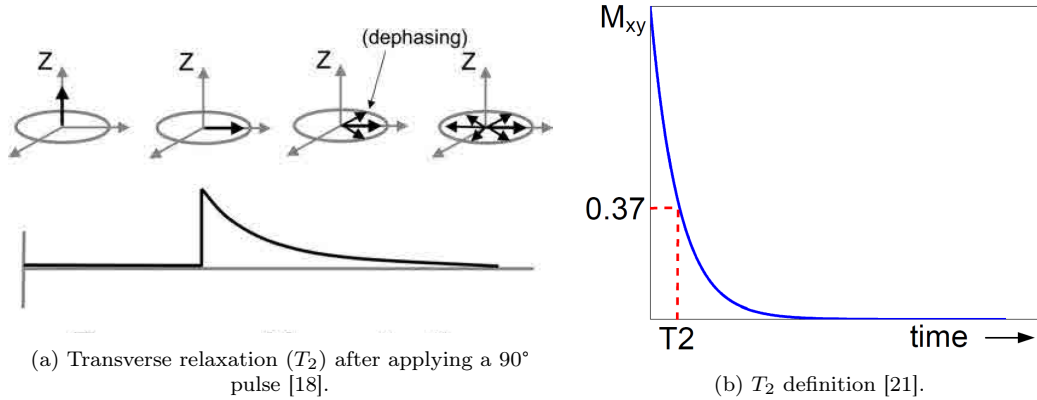 (dephasing)
Z
Z
Z
Z
(a) Transverse relaxation (T₂) after applying a 90°
pulse [18].
Mxy
0.37
T2
time
(b) T₂ definition [21].